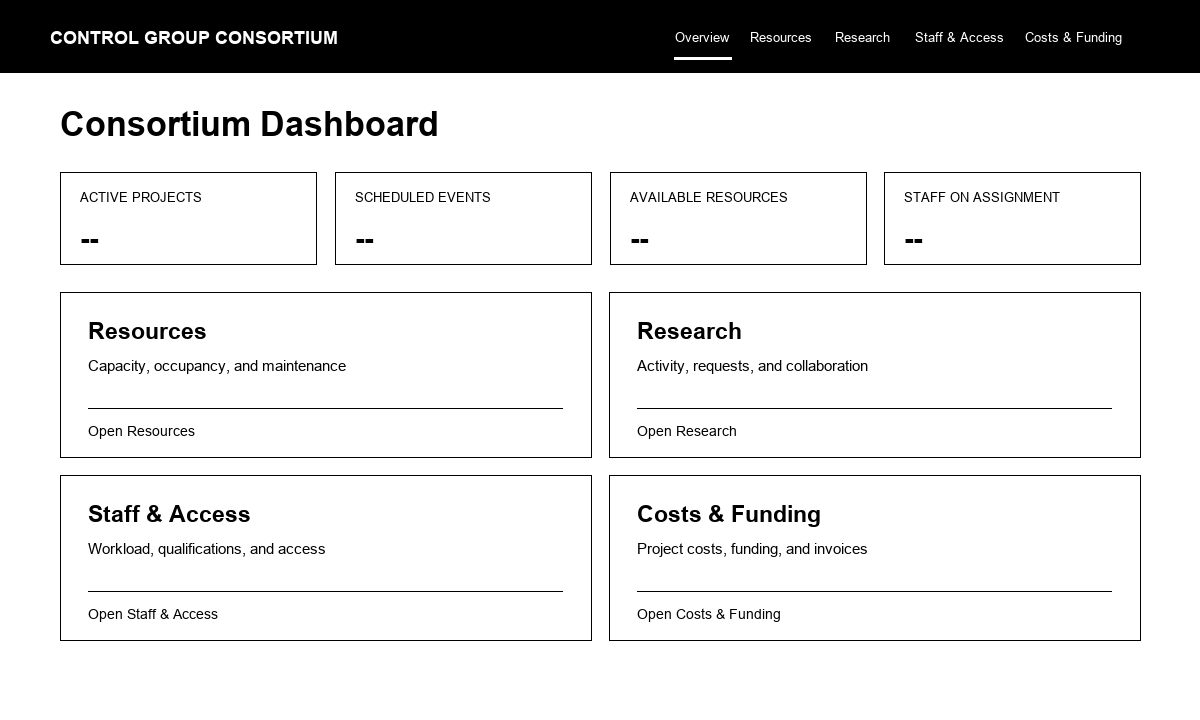 CONTROL GROUP CONSORTIUM
Overview Resources Research Staff & Access Costs & Funding
Consortium Dashboard
ACTIVE PROJECTS
--
SCHEDULED EVENTS
--
AVAILABLE RESOURCES
--
STAFF ON ASSIGNMENT
--
Resources
Capacity, occupancy, and maintenance
Open Resources
Research
Activity, requests, and collaboration
Open Research
Staff & Access
Workload, qualifications, and access
Open Staff & Access
Costs & Funding
Project costs, funding, and invoices
Open Costs & Funding